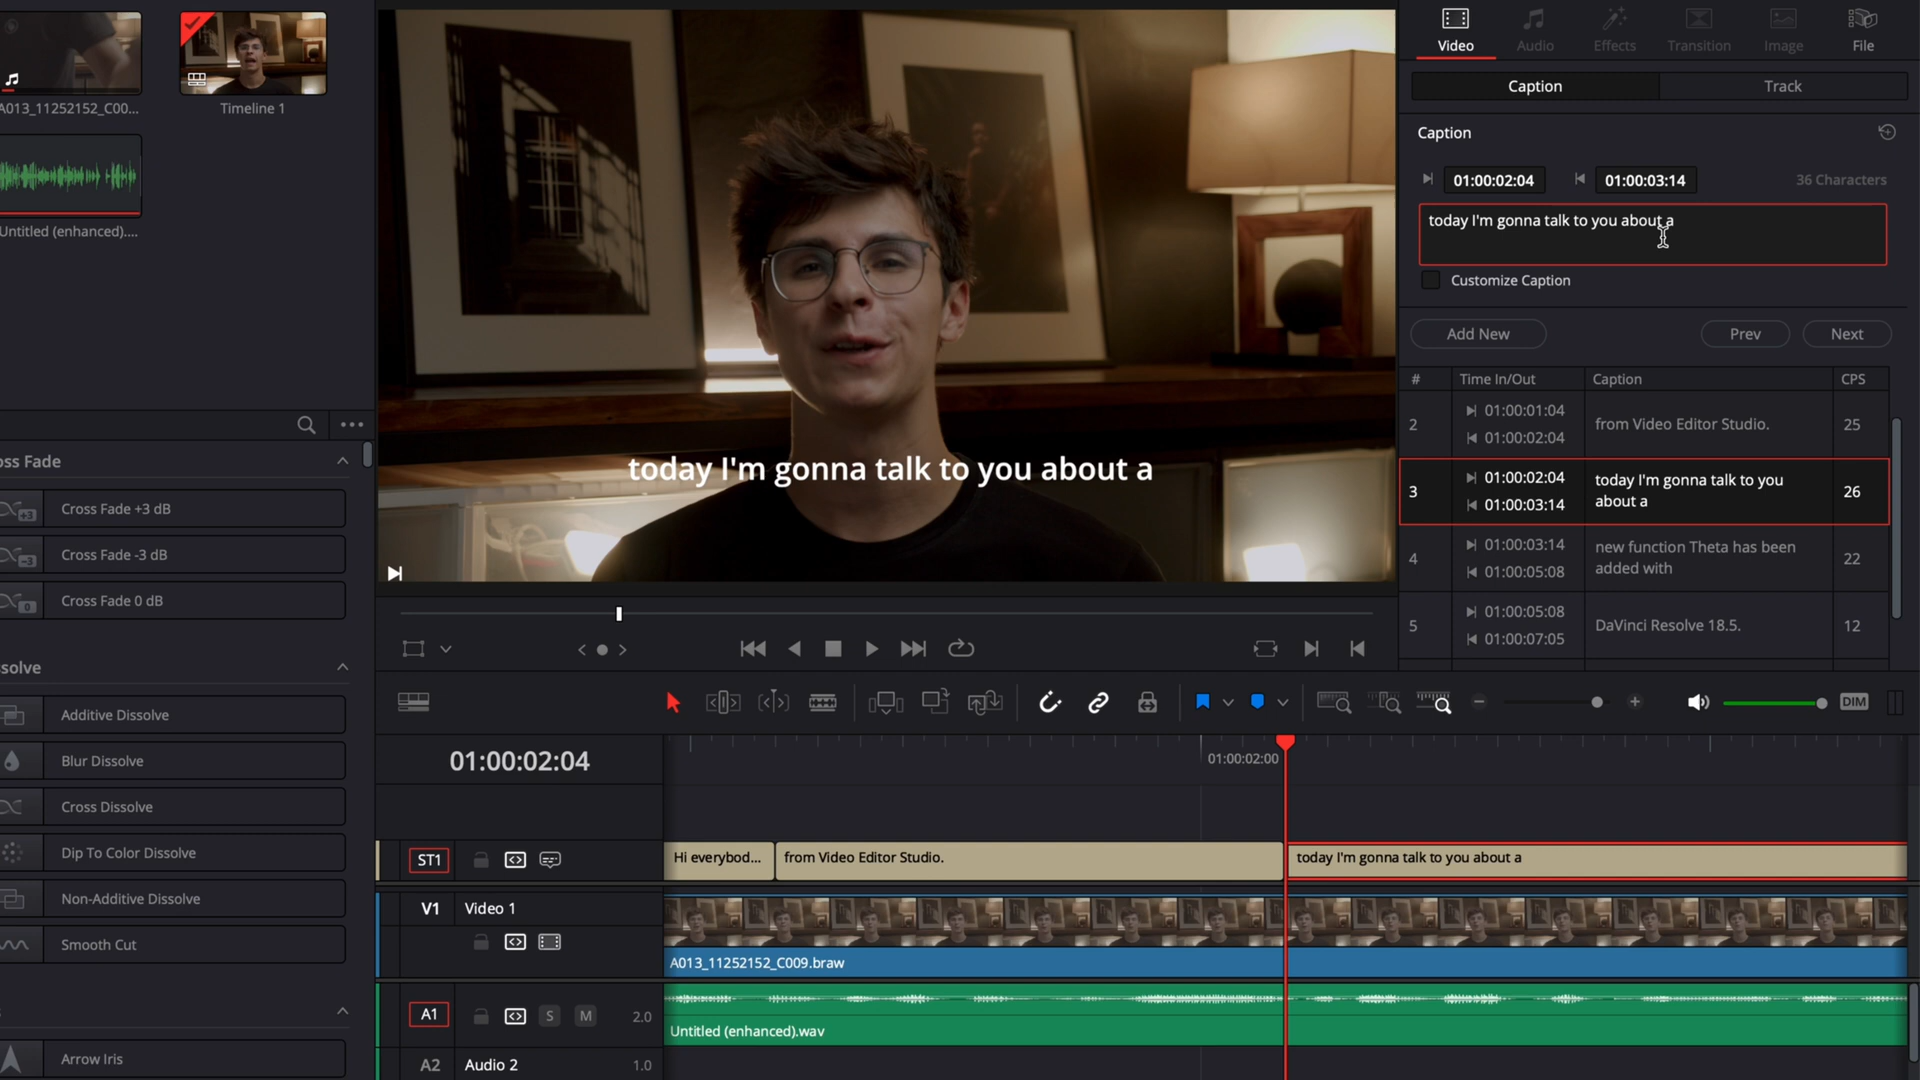 A013_11252152_C00...
Timeline 1
Untitled (enhanced)....
oss Fade
Cross Fade +3 dB
+3
Cross Fade -3 dB
-3
Cross Fade 0 dB
0
ssolve
Additive Dissolve
Blur Dissolve
Cross Dissolve
Dip To Color Dissolve
Non-Additive Dissolve
Smooth Cut
Arrow Iris
today I'm gonna talk to you about a
Video
Audio
Effects
Transition
Image
File
Caption
Track
Caption
01:00:02:04
01:00:03:14
36 Characters
today I'm gonna talk to you about a
Customize Caption
Add New
Prev
Next
# Time In/Out Caption CPS
2 01:00:01:04 from Video Editor Studio. 25
01:00:02:04
3 01:00:02:04 today I'm gonna talk to you 26
01:00:03:14 about a
4 01:00:03:14 new function Theta has been 22
01:00:05:08 added with
5 01:00:05:08 DaVinci Resolve 18.5. 12
01:00:07:05
DIM
01:00:02:04
01:00:02:00
ST1
Hi everybod...
from Video Editor Studio.
today I'm gonna talk to you about a
V1 Video 1
A013_11252152_C009.braw
A1
S
M
2.0
Untitled (enhanced).wav
A2 Audio 2 1.0